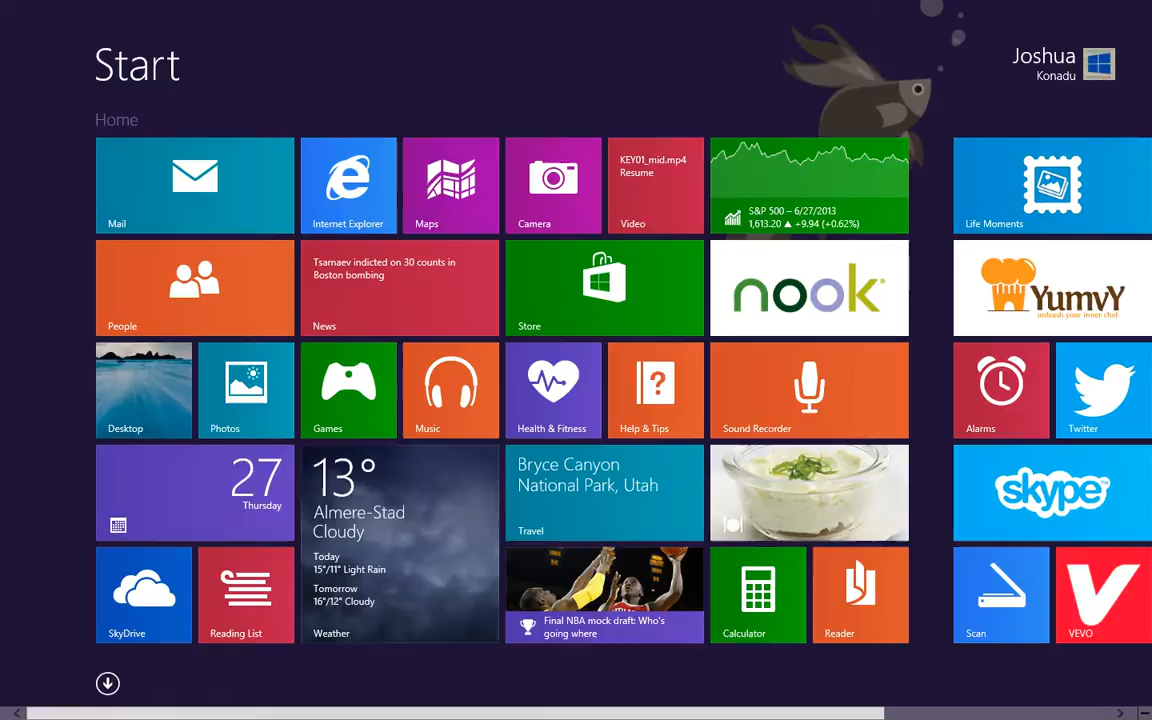 Start
Joshua
Konadu
Home
Mail
Internet Explorer
Maps
Camera
KEY01_mid.mp4
Resume
Video
S&P 500 – 6/27/2013
1,613.20 ▲ +9.94 (+0.62%)
Life Moments
People
Tsarnaev indicted on 30 counts in
Boston bombing
News
Store
nook
YumvY
unleash your inner chef
Desktop
Photos
Games
Music
Health & Fitness
Help & Tips
Sound Recorder
Alarms
Twitter
27
Thursday
13°
Almere-Stad
Cloudy
Today
15°/11° Light Rain
Tomorrow
16°/12° Cloudy
Weather
Bryce Canyon
National Park, Utah
Travel
skype™
SkyDrive
Reading List
Final NBA mock draft: Who's
going where
Calculator
Reader
Scan
VEVO